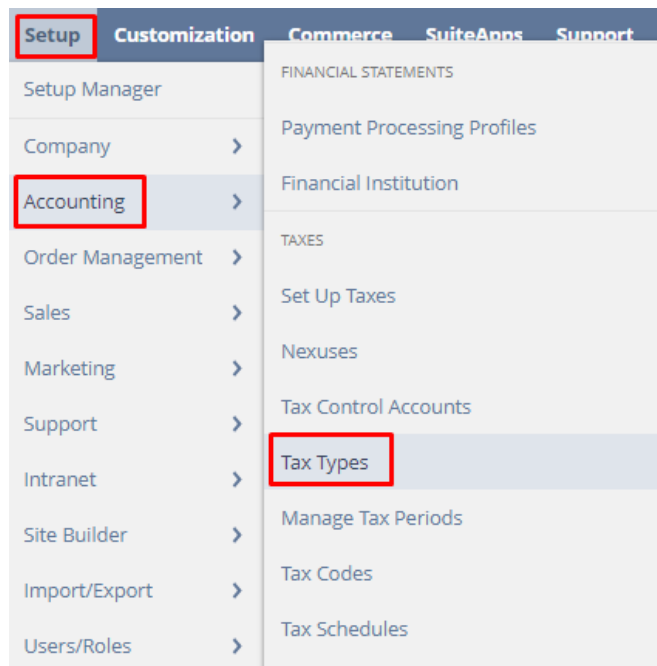 Setup Customization Commerce SuiteApps Support
Setup Manager
Company
Accounting
Order Management
Sales
Marketing
Support
Intranet
Site Builder
Import/Export
Users/Roles
FINANCIAL STATEMENTS
Payment Processing Profiles
Financial Institution
TAXES
Set Up Taxes
Nexuses
Tax Control Accounts
Tax Types
Manage Tax Periods
Tax Codes
Tax Schedules